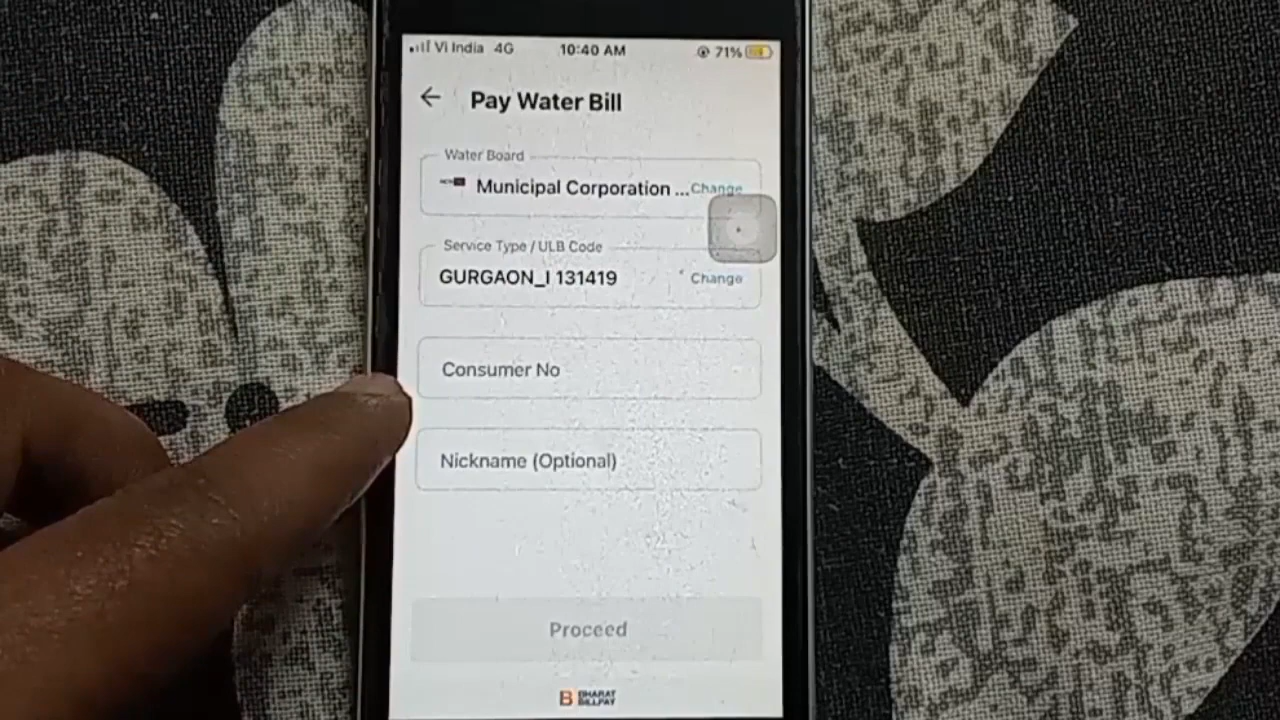 Vi India 4G 10:40 AM 71%
Pay Water Bill
Water Board
Municipal Corporation ... Change
Service Type / ULB Code
GURGAON_I 131419 Change
Consumer No
Nickname (Optional)
Proceed
B BHARAT
BILLPAY